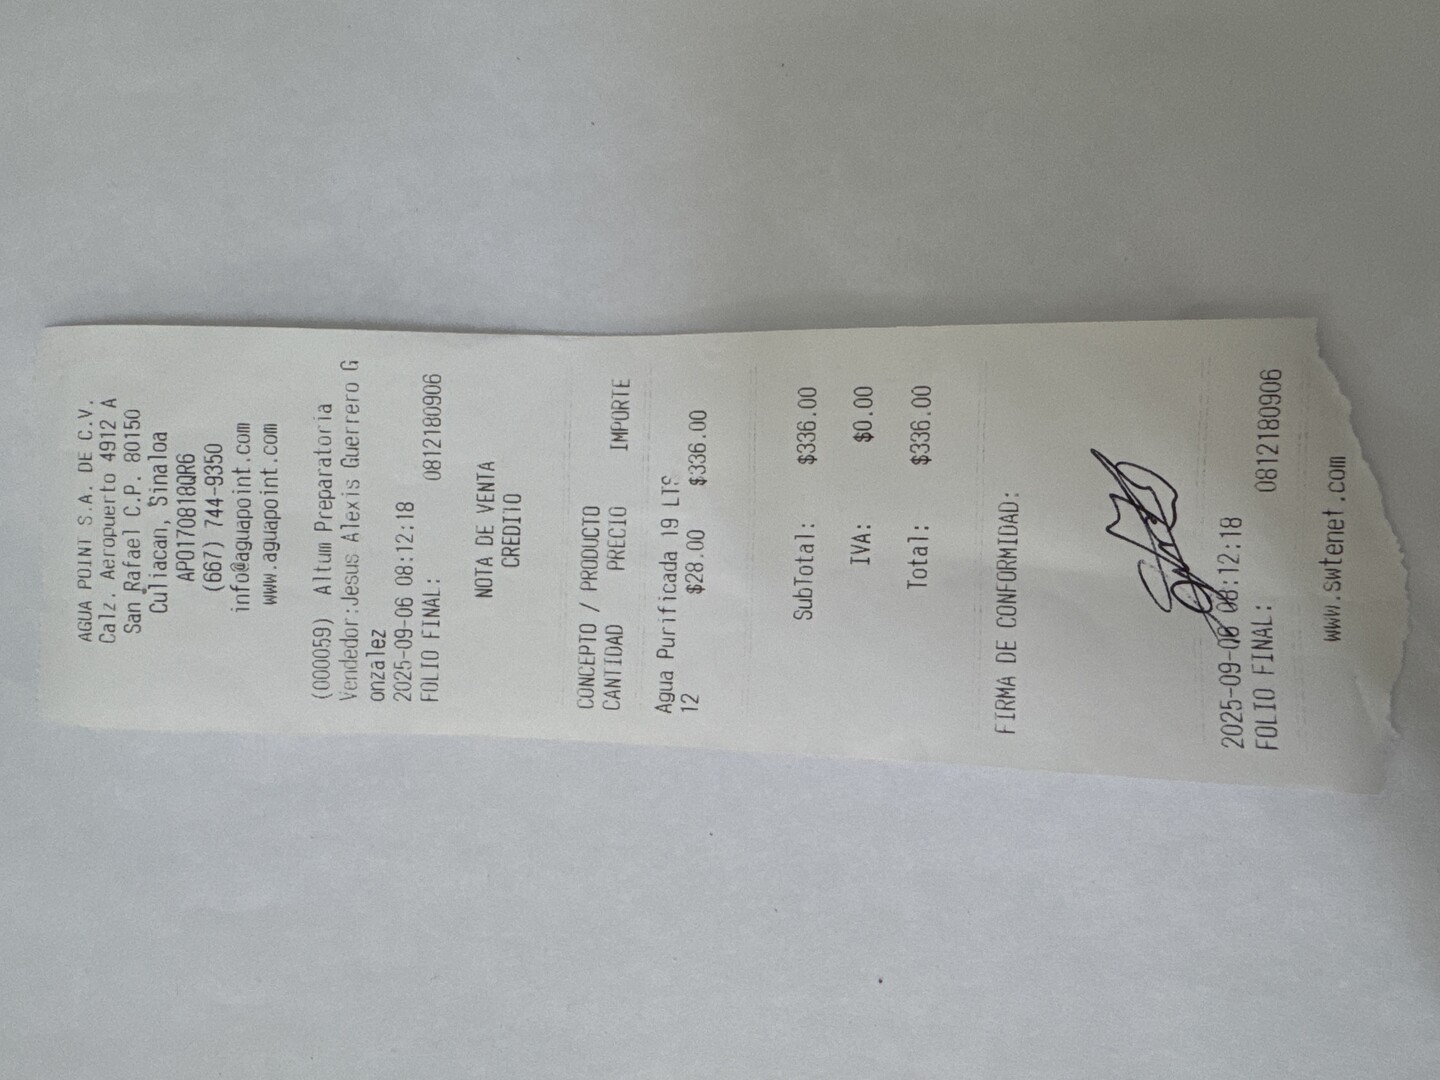 AGUA POINT S.A. DE C.V.
Calz. Aeropuerto 4912 A
San Rafael C.P. 80150
Culiacan, Sinaloa
APO170818QR6
(667) 744-9350
info@aguapoint.com
www.aguapoint.com
(000059) Altum Preparatoria
Vendedor:Jesus Alexis Guerrero G
onzalez
2025-09-06 08:12:18
FOLIO FINAL: 0812180906
NOTA DE VENTA
CREDITO
CONCEPTO / PRODUCTO
CANTIDAD PRECIO IMPORTE
Agua Purificada 19 LTS
12 $28.00 $336.00
SubTotal: $336.00
IVA: $0.00
Total: $336.00
FIRMA DE CONFORMIDAD:
2025-09-06 08:12:18
FOLIO FINAL: 0812180906
www.swtenet.com